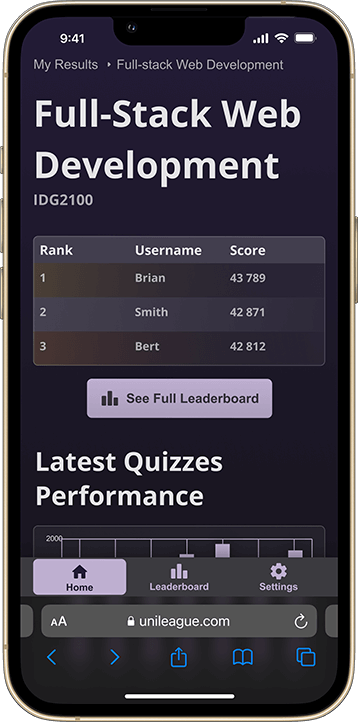 9:41
My Results ‣ Full-stack Web Development
Full-Stack Web
Development
IDG2100
Rank Username Score
1 Brian 43 789
2 Smith 42 871
3 Bert 42 812
See Full Leaderboard
Latest Quizzes
Performance
2000
Home Leaderboard Settings
AA unileague.com